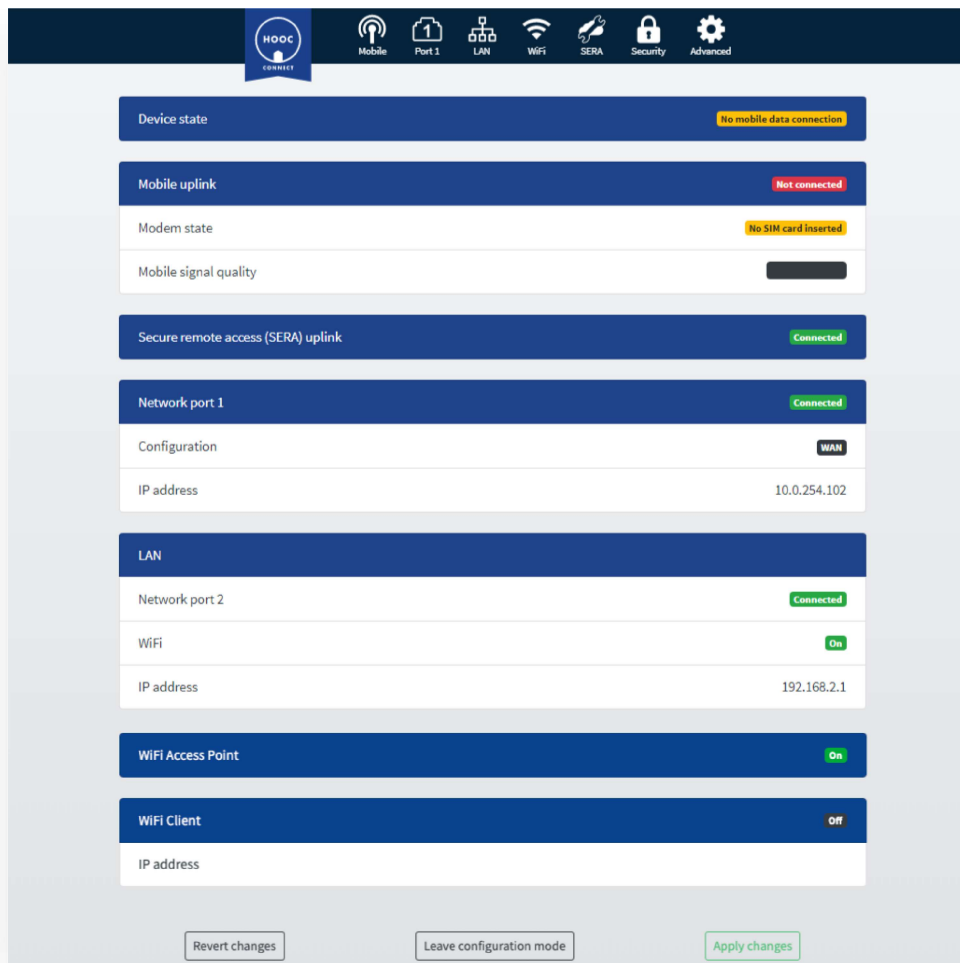 HOOC
CONNECT
Mobile
1
Port 1
LAN
WiFi
SERA
Security
Advanced
Device state No mobile data connection
Mobile uplink Not connected
Modem state No SIM card inserted
Mobile signal quality
Secure remote access (SERA) uplink Connected
Network port 1 Connected
Configuration WAN
IP address 10.0.254.102
LAN
Network port 2 Connected
WiFi On
IP address 192.168.2.1
WiFi Access Point On
WiFi Client Off
IP address
Revert changes Leave configuration mode Apply changes